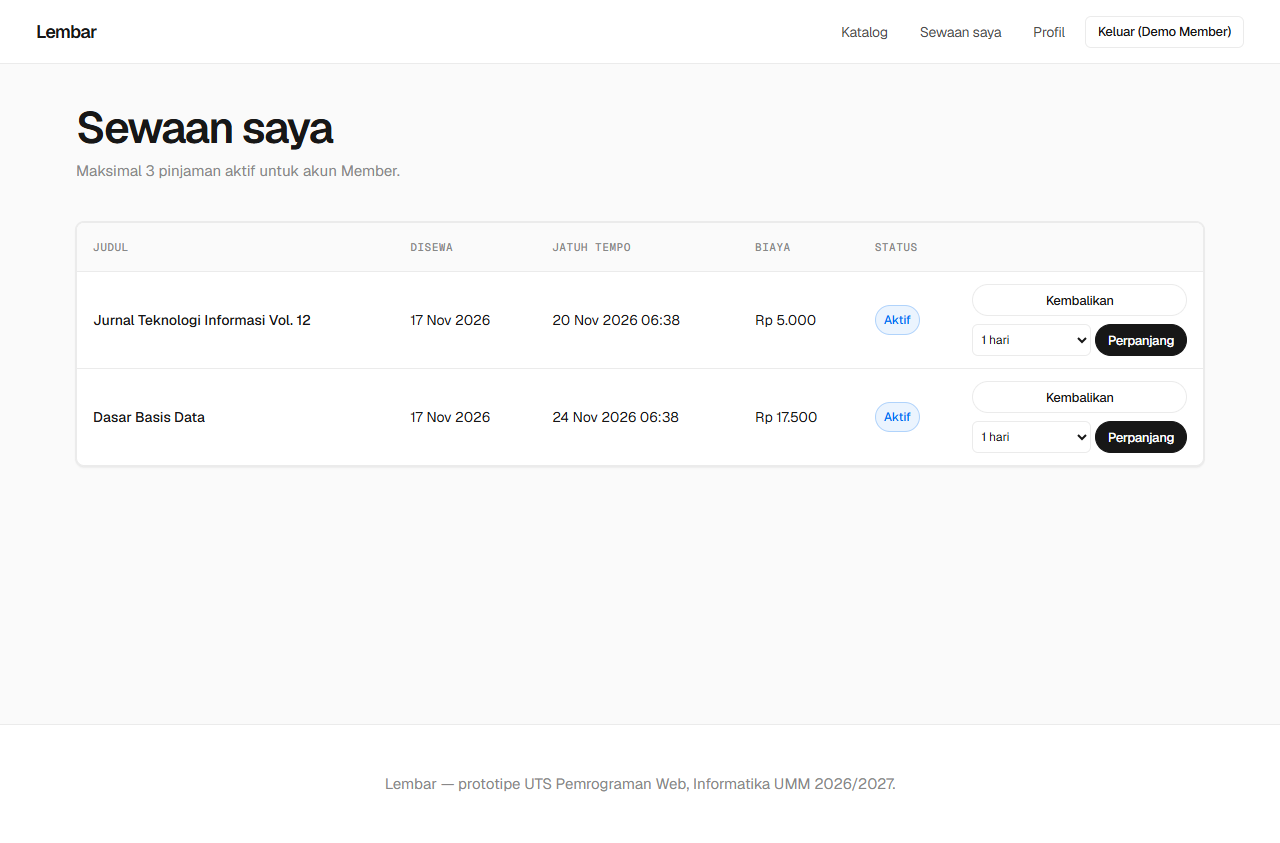 Lembar
Katalog Sewaan saya Profil Keluar (Demo Member)
Sewaan saya
Maksimal 3 pinjaman aktif untuk akun Member.
JUDUL DISEWA JATUH TEMPO BIAYA STATUS
Jurnal Teknologi Informasi Vol. 12 17 Nov 2026 20 Nov 2026 06:38 Rp 5.000 Aktif
Kembalikan
1 hari Perpanjang
Dasar Basis Data 17 Nov 2026 24 Nov 2026 06:38 Rp 17.500 Aktif
Kembalikan
1 hari Perpanjang
Lembar — prototipe UTS Pemrograman Web, Informatika UMM 2026/2027.